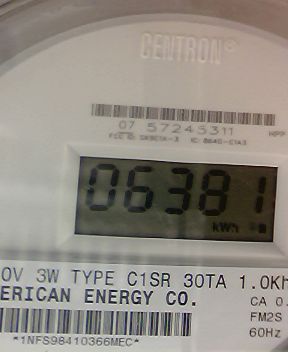 CENTRON®
07 57245311
06381
kWh
0V 3W TYPE C1SR 30TA 1.0Kh
ERICAN ENERGY CO.
CA 0.
FM2S
60Hz
*1NFS98410366MEC*